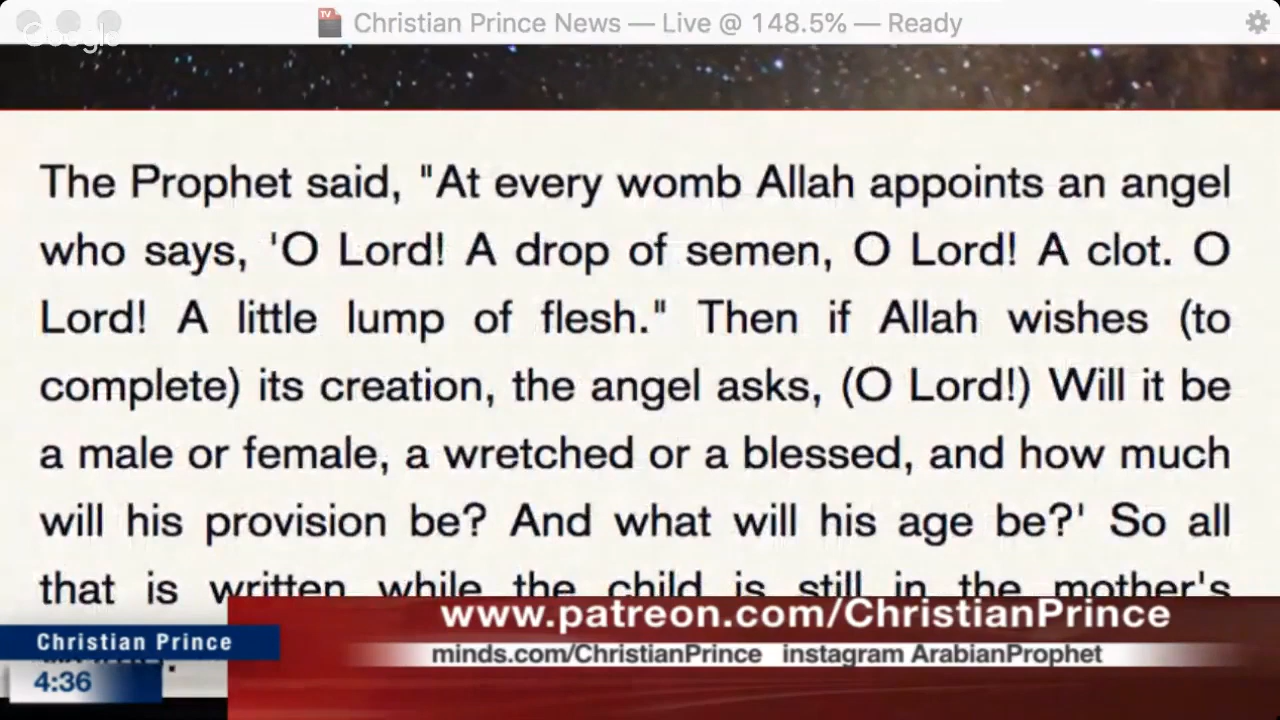 Google
TV
Christian Prince News — Live @ 148.5% — Ready
The Prophet said, "At every womb Allah appoints an angel
who says, 'O Lord! A drop of semen, O Lord! A clot. O
Lord! A little lump of flesh." Then if Allah wishes (to
complete) its creation, the angel asks, (O Lord!) Will it be
a male or female, a wretched or a blessed, and how much
will his provision be? And what will his age be?' So all
that is written while the child is still in the mother's
www.patreon.com/ChristianPrince
Christian Prince
minds.com/ChristianPrince instagram ArabianProphet
4:36